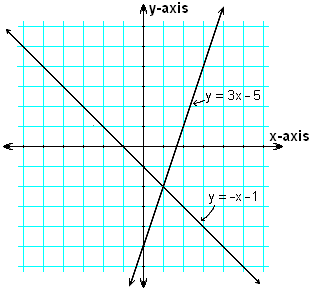 y-axis
y = 3x - 5
x-axis
y = -x - 1